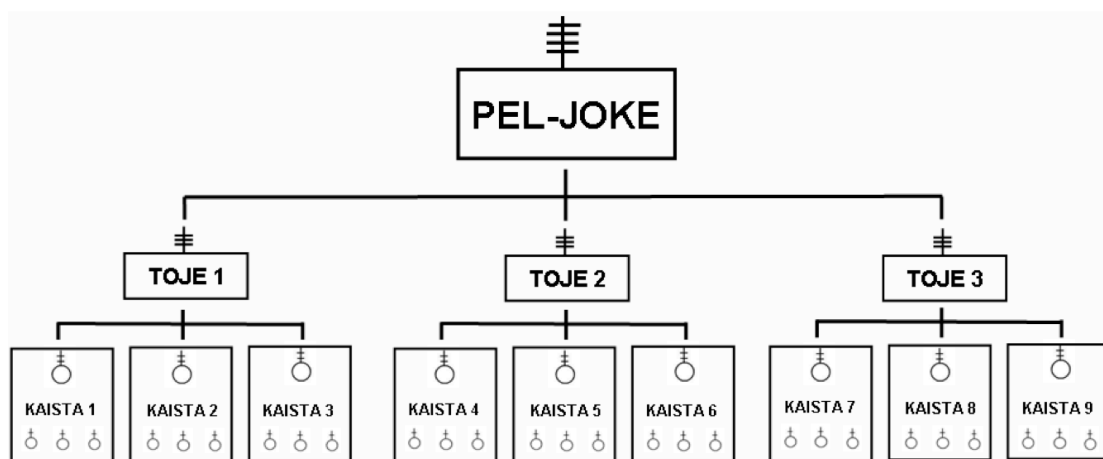 PEL-JOKE
TOJE 1
TOJE 2
TOJE 3
KAISTA 1
KAISTA 2
KAISTA 3
KAISTA 4
KAISTA 5
KAISTA 6
KAISTA 7
KAISTA 8
KAISTA 9